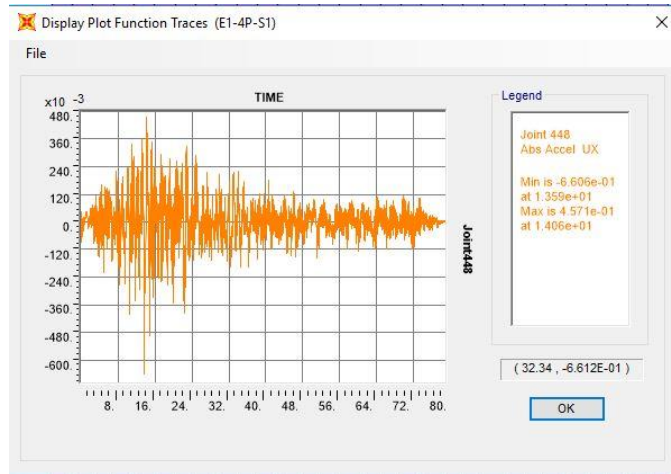 Display Plot Function Traces (E1-4P-S1)
File
x10 -3
TIME
480.
360.
240.
120.
0.
-120.
-240.
-360.
-480.
-600.
8. 16. 24. 32. 40. 48. 56. 64. 72. 80.
Joint448
Legend
Joint 448
Abs Accel UX
Min is -6.606e-01
at 1.359e+01
Max is 4.571e-01
at 1.406e+01
( 32.34 , -6.612E-01 )
OK